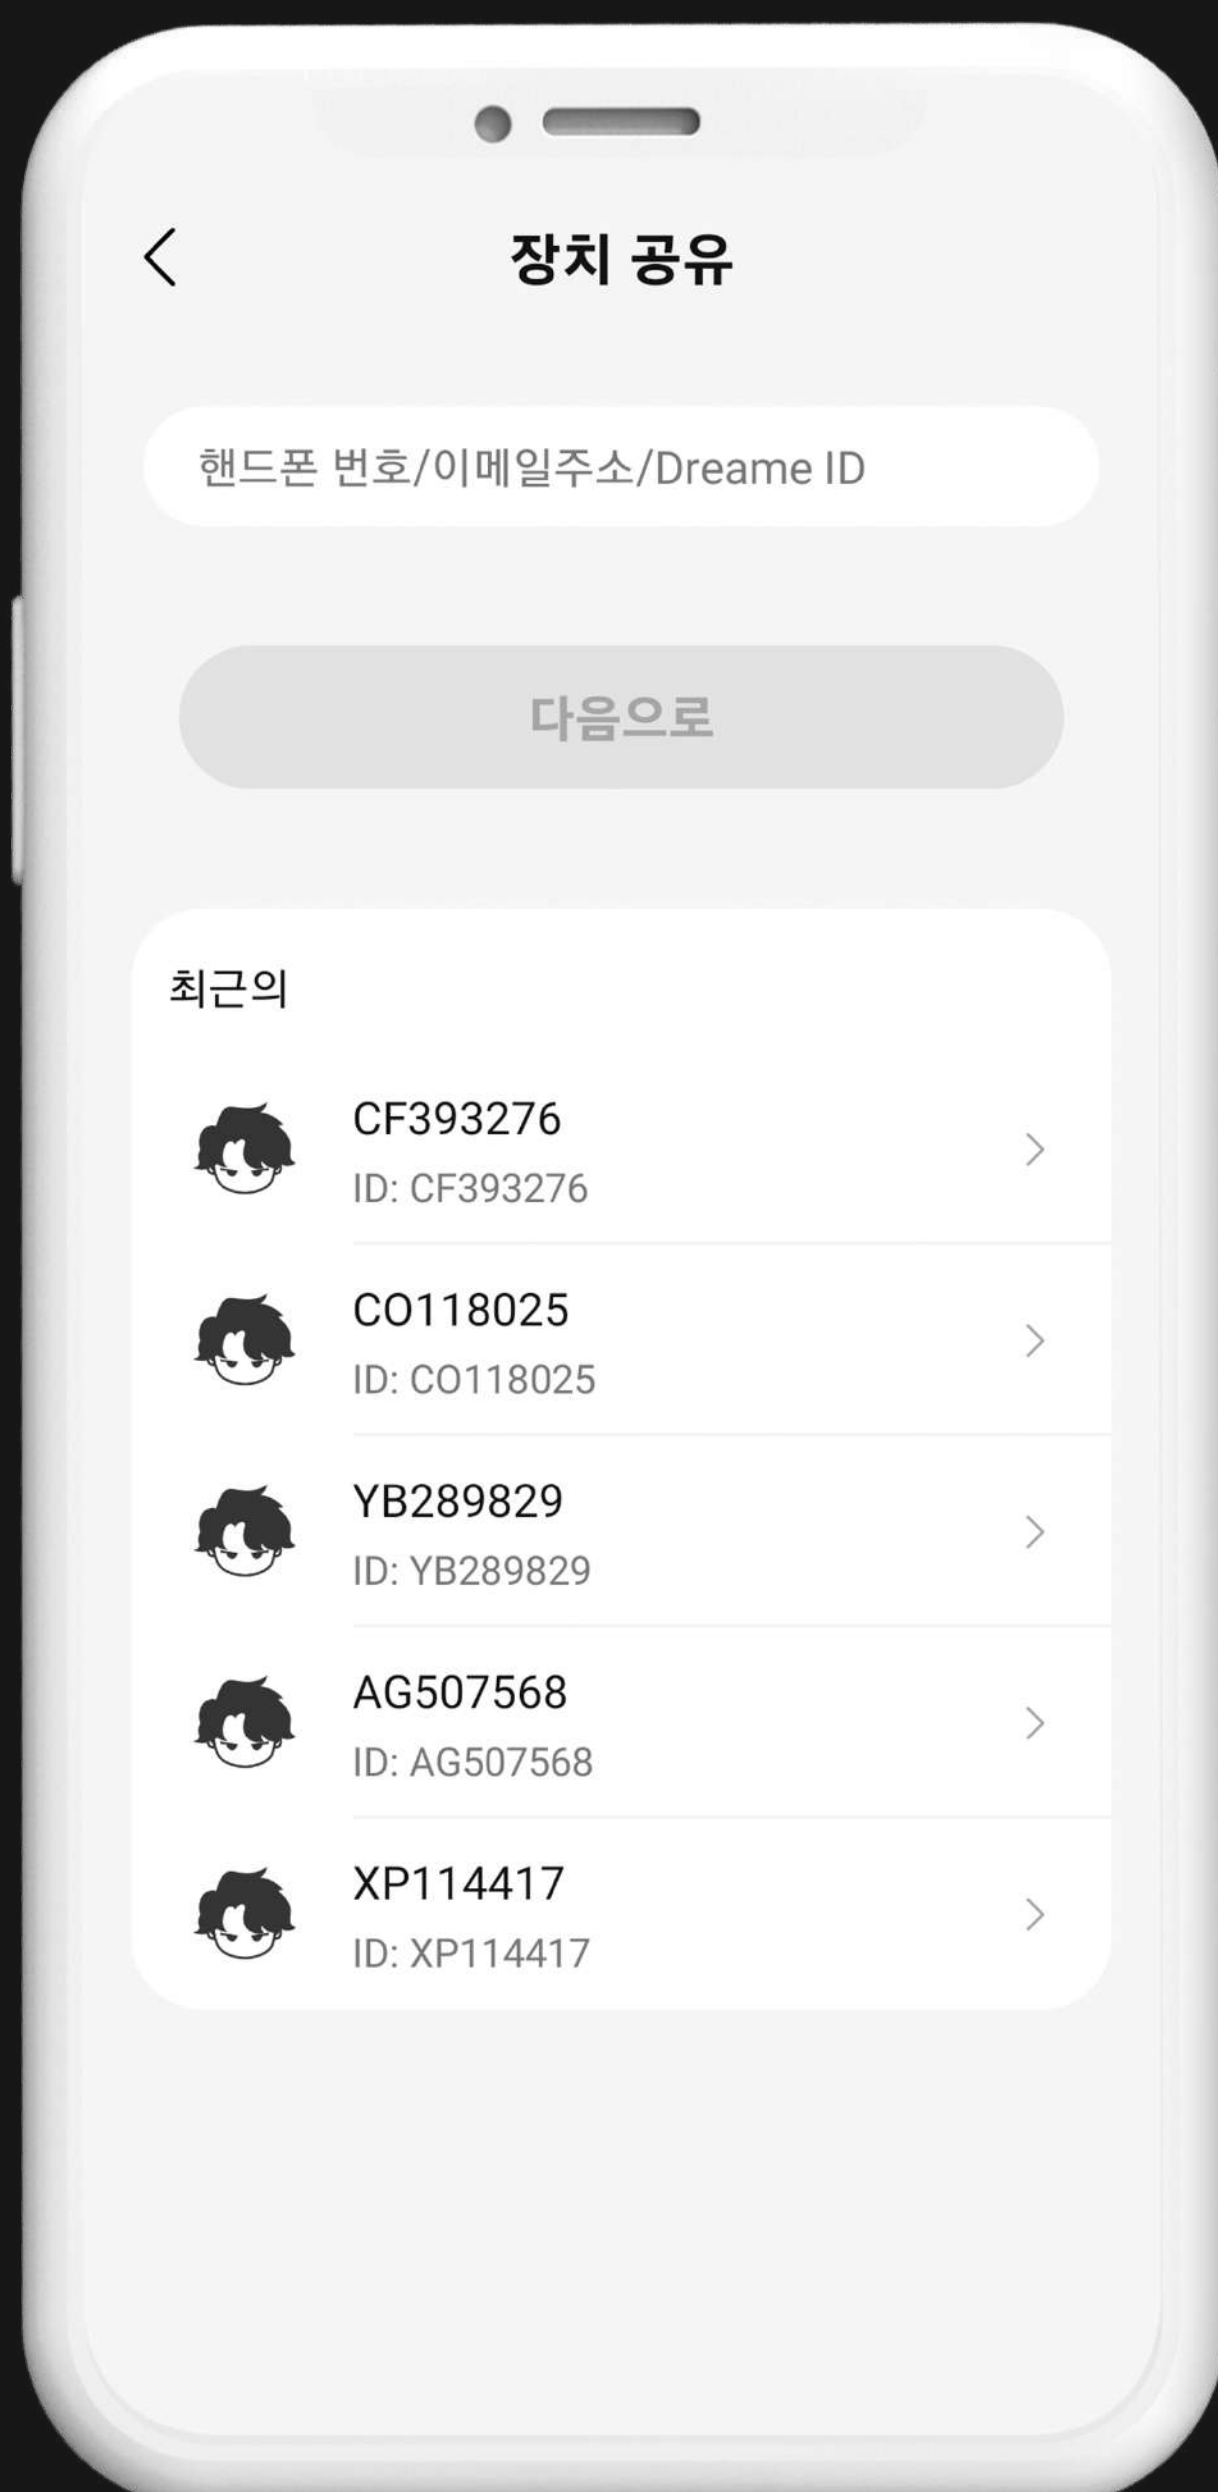 장치 공유
핸드폰 번호/이메일주소/Dreame ID
다음으로
최근의
CF393276
ID: CF393276
CO118025
ID: CO118025
YB289829
ID: YB289829
AG507568
ID: AG507568
XP114417
ID: XP114417